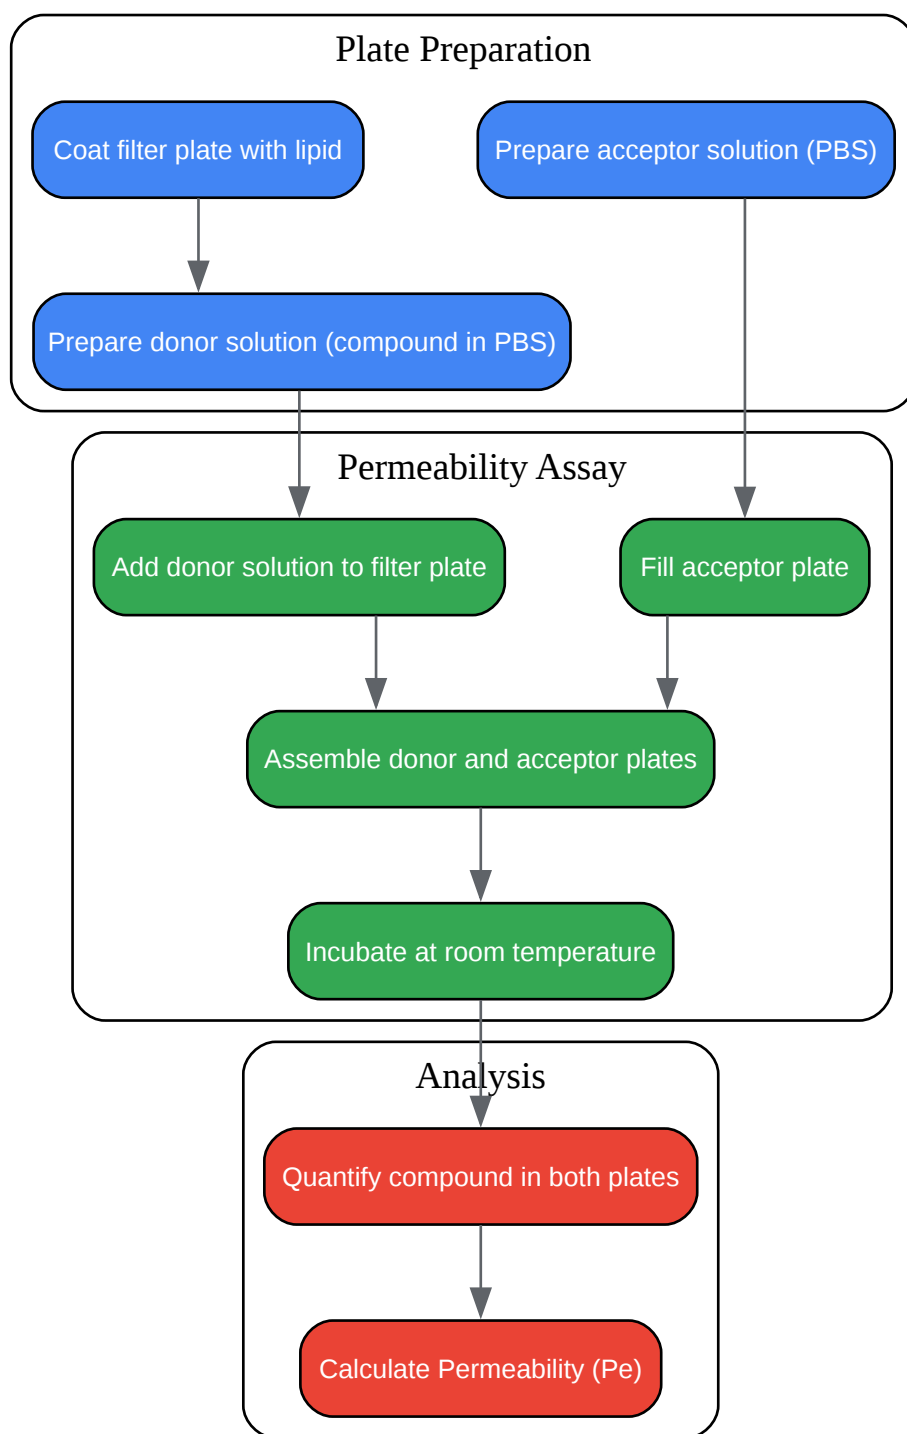 Plate Preparation
Coat filter plate with lipid
Prepare acceptor solution (PBS)
Prepare donor solution (compound in PBS)
Permeability Assay
Add donor solution to filter plate
Fill acceptor plate
Assemble donor and acceptor plates
Incubate at room temperature
Analysis
Quantify compound in both plates
Calculate Permeability (Pe)